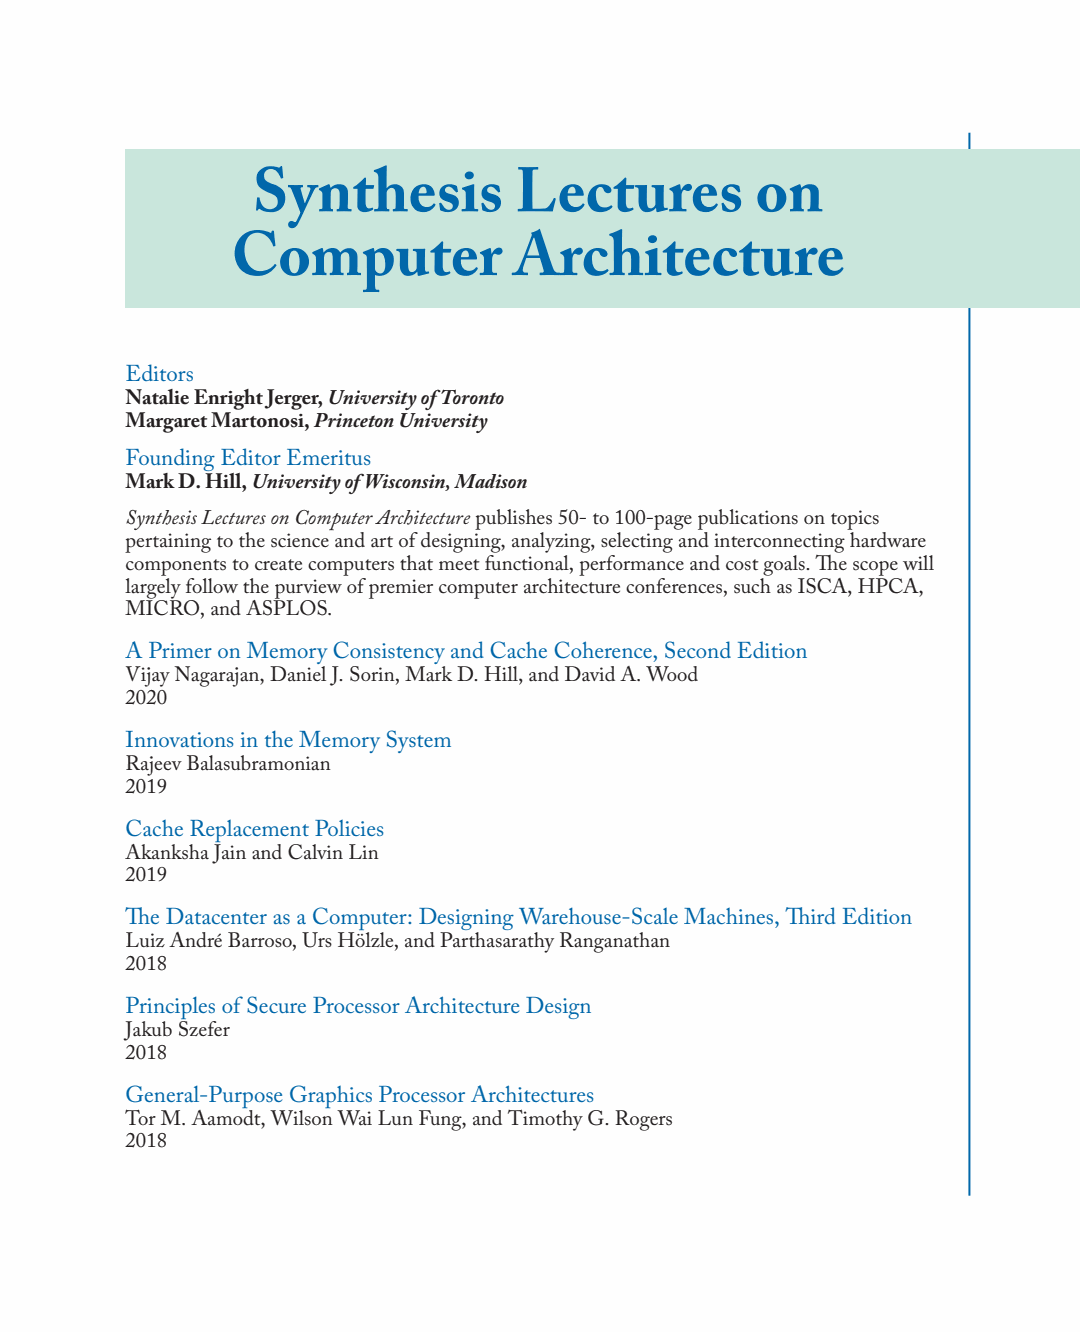 Synthesis Lectures on
Computer Architecture
Editors
Natalie Enright Jerger, University of Toronto
Margaret Martonosi, Princeton University
Founding Editor Emeritus
Mark D. Hill, University of Wisconsin, Madison
Synthesis Lectures on Computer Architecture publishes 50- to 100-page publications on topics
pertaining to the science and art of designing, analyzing, selecting and interconnecting hardware
components to create computers that meet functional, performance and cost goals. The scope will
largely follow the purview of premier computer architecture conferences, such as ISCA, HPCA,
MICRO, and ASPLOS.
A Primer on Memory Consistency and Cache Coherence, Second Edition
Vijay Nagarajan, Daniel J. Sorin, Mark D. Hill, and David A. Wood
2020
Innovations in the Memory System
Rajeev Balasubramonian
2019
Cache Replacement Policies
Akanksha Jain and Calvin Lin
2019
The Datacenter as a Computer: Designing Warehouse-Scale Machines, Third Edition
Luiz André Barroso, Urs Hölzle, and Parthasarathy Ranganathan
2018
Principles of Secure Processor Architecture Design
Jakub Szefer
2018
General-Purpose Graphics Processor Architectures
Tor M. Aamodt, Wilson Wai Lun Fung, and Timothy G. Rogers
2018